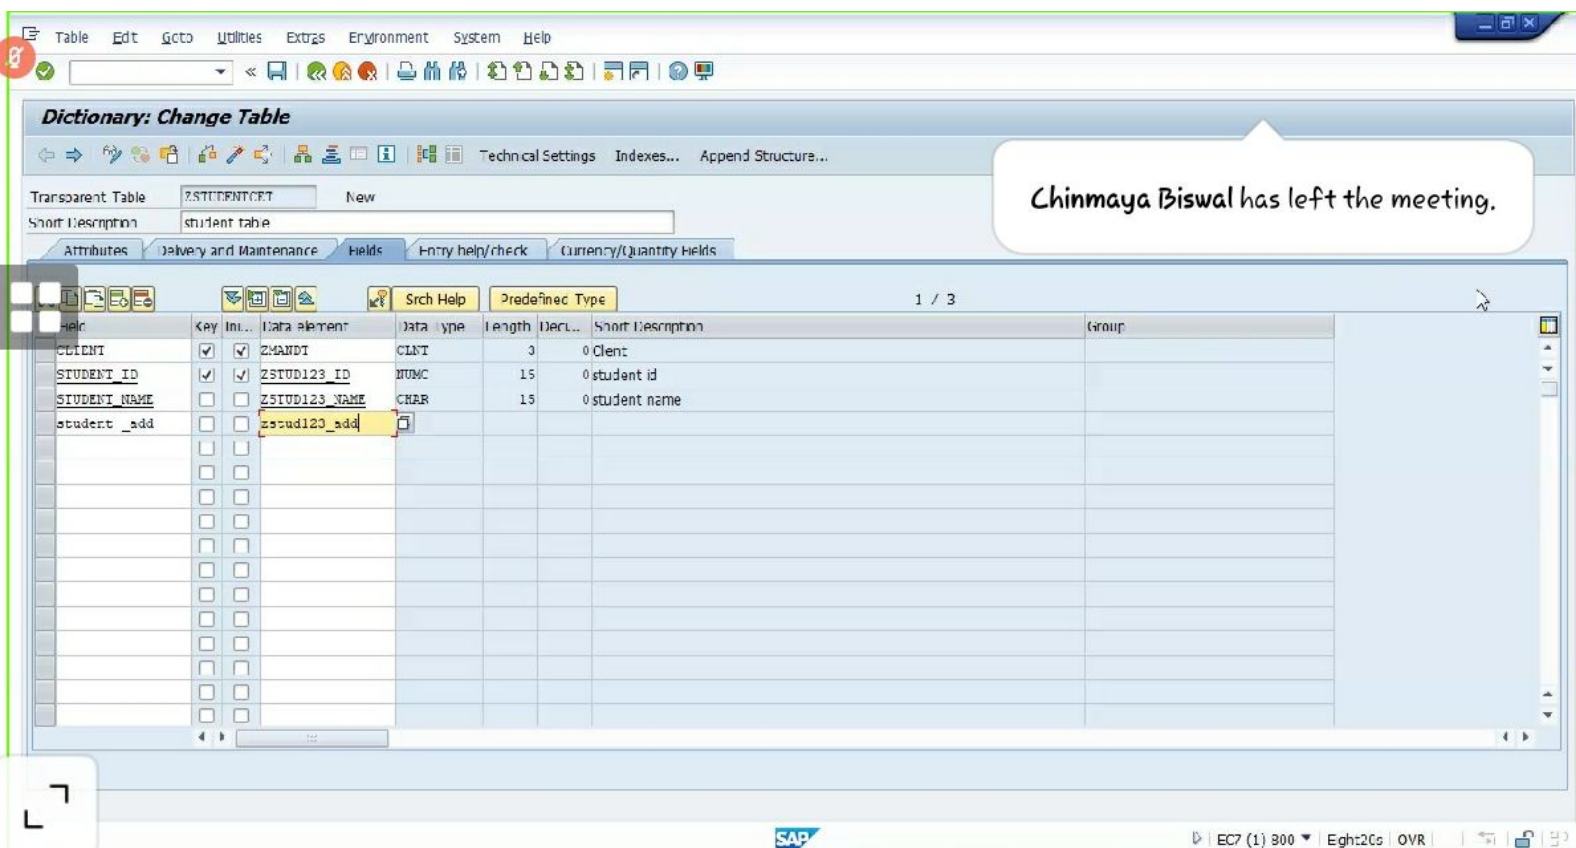 Table Edit Goto Utilities Extras Environment System Help
Dictionary: Change Table
Technical Settings Indexes... Append Structure...
Chinmaya Biswal has left the meeting.
Transparent Table ZSTUDENTCET New
Short Description student table
Attributes Delivery and Maintenance Fields Entry help/check Currency/Quantity Fields
Srch Help Predefined Type 1 / 3
Field Key Ini... Data element Data Type Length Deci... Short Description Group
CLIENT ZMANDT CLNT 3 0 Client
STUDENT_ID ZSTUD123_ID NUMC 15 0 student id
STUDENT_NAME ZSTUD123_NAME CHAR 15 0 student name
student _add zstud123_add
SAP EC7 (1) 800 Eight20s OVR